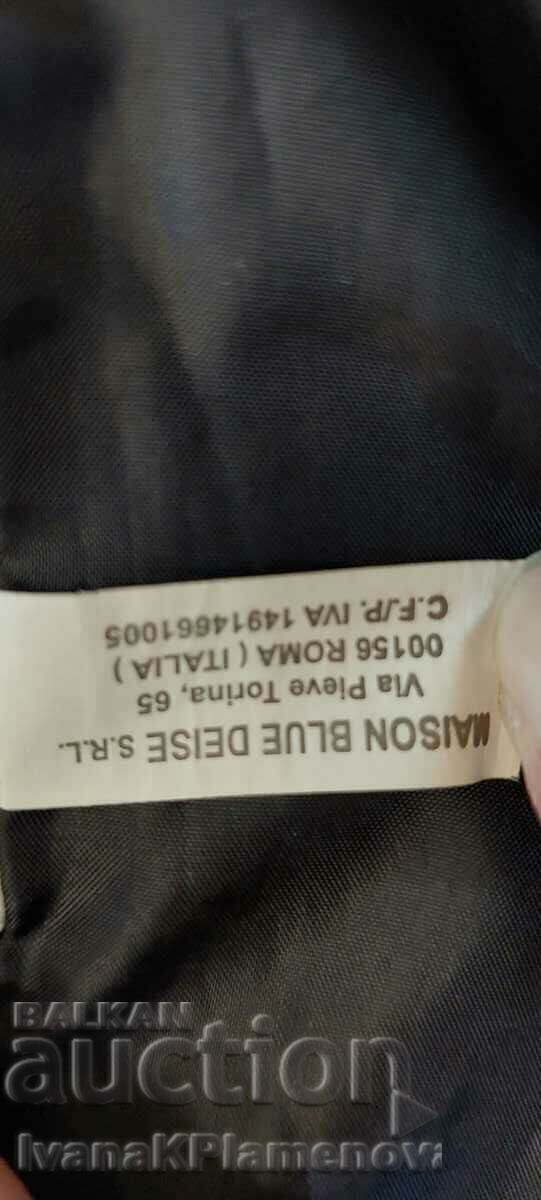 MAISON BLUE DEISE S.R.L.
Via Pieve Torina, 65
00156 ROMA ( ITALIA )
C.F./P. IVA 14914661005
BALKAN
auction
IvanaKPlamenova